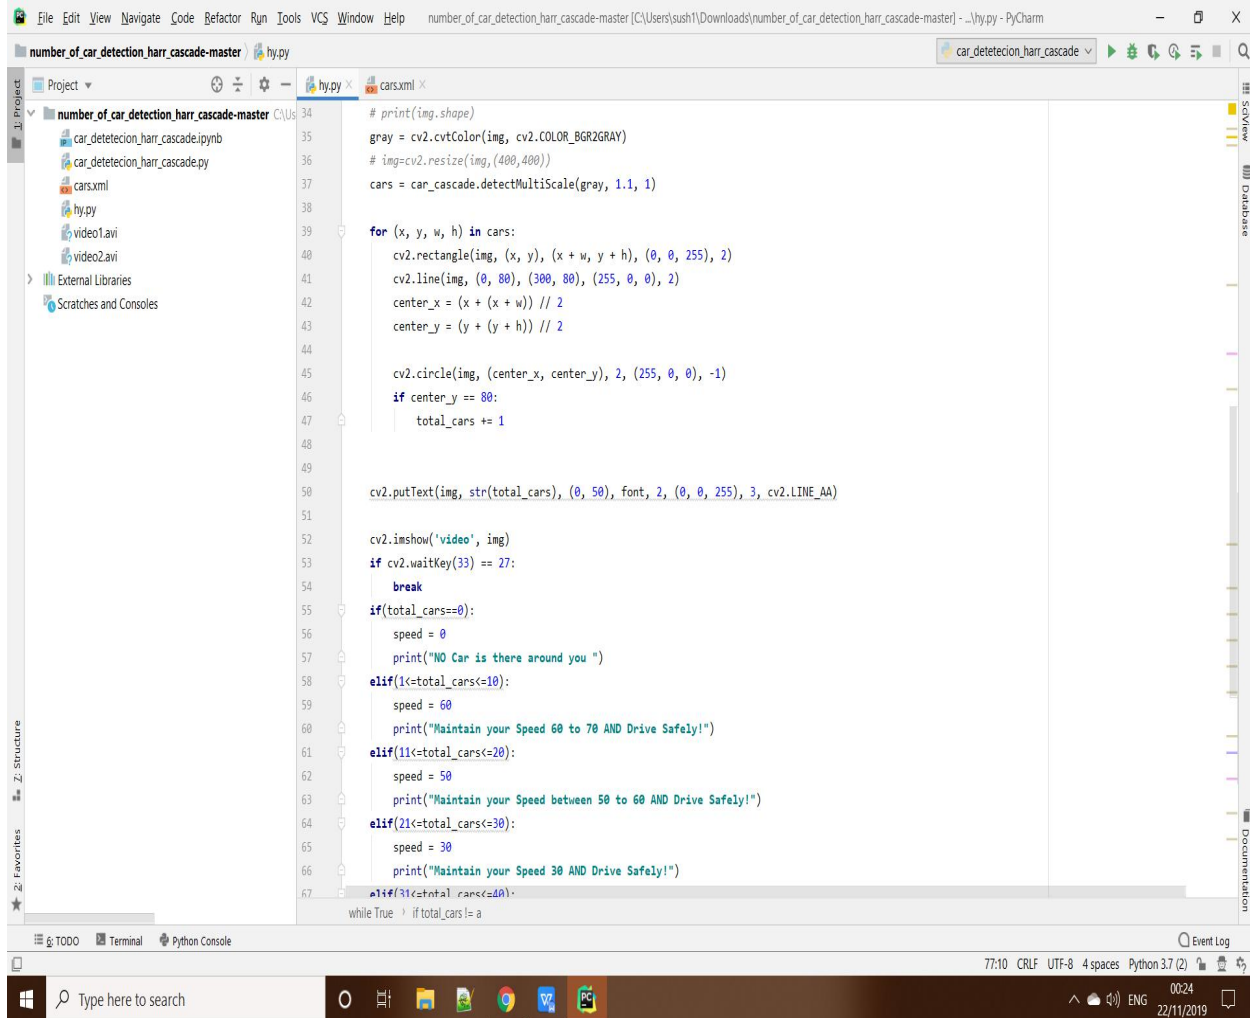 File Edit View Navigate Code Refactor Run Tools VCS Window Help number_of_car_detection_harr_cascade-master [C:\Users\sush1\Downloads\number_of_car_detection_harr_cascade-master] - ...\hy.py - PyCharm
number_of_car_detection_harr_cascade-master hy.py car_detetecion_harr_cascade
Project hy.py cars.xml
1: Project
number_of_car_detection_harr_cascade-master C:\Us
car_detetecion_harr_cascade.ipynb
car_detetecion_harr_cascade.py
cars.xml
hy.py
video1.avi
video2.avi
External Libraries
Scratches and Consoles
Z: Structure
2: Favorites
34 # print(img.shape)
35 gray = cv2.cvtColor(img, cv2.COLOR_BGR2GRAY)
36 # img=cv2.resize(img,(400,400))
37 cars = car_cascade.detectMultiScale(gray, 1.1, 1)
38
39 for (x, y, w, h) in cars:
40 cv2.rectangle(img, (x, y), (x + w, y + h), (0, 0, 255), 2)
41 cv2.line(img, (0, 80), (300, 80), (255, 0, 0), 2)
42 center_x = (x + (x + w)) // 2
43 center_y = (y + (y + h)) // 2
44
45 cv2.circle(img, (center_x, center_y), 2, (255, 0, 0), -1)
46 if center_y == 80:
47 total_cars += 1
48
49
50 cv2.putText(img, str(total_cars), (0, 50), font, 2, (0, 0, 255), 3, cv2.LINE_AA)
51
52 cv2.imshow('video', img)
53 if cv2.waitKey(33) == 27:
54 break
55 if(total_cars==0):
56 speed = 0
57 print("NO Car is there around you ")
58 elif(1<=total_cars<=10):
59 speed = 60
60 print("Maintain your Speed 60 to 70 AND Drive Safely!")
61 elif(11<=total_cars<=20):
62 speed = 50
63 print("Maintain your Speed between 50 to 60 AND Drive Safely!")
64 elif(21<=total_cars<=30):
65 speed = 30
66 print("Maintain your Speed 30 AND Drive Safely!")
67 elif(31<=total_cars<=40):
while True if total_cars != a
SciView
Database
Documentation
6: TODO Terminal Python Console Event Log
77:10 CRLF UTF-8 4 spaces Python 3.7 (2)
Type here to search ENG 00:24
22/11/2019